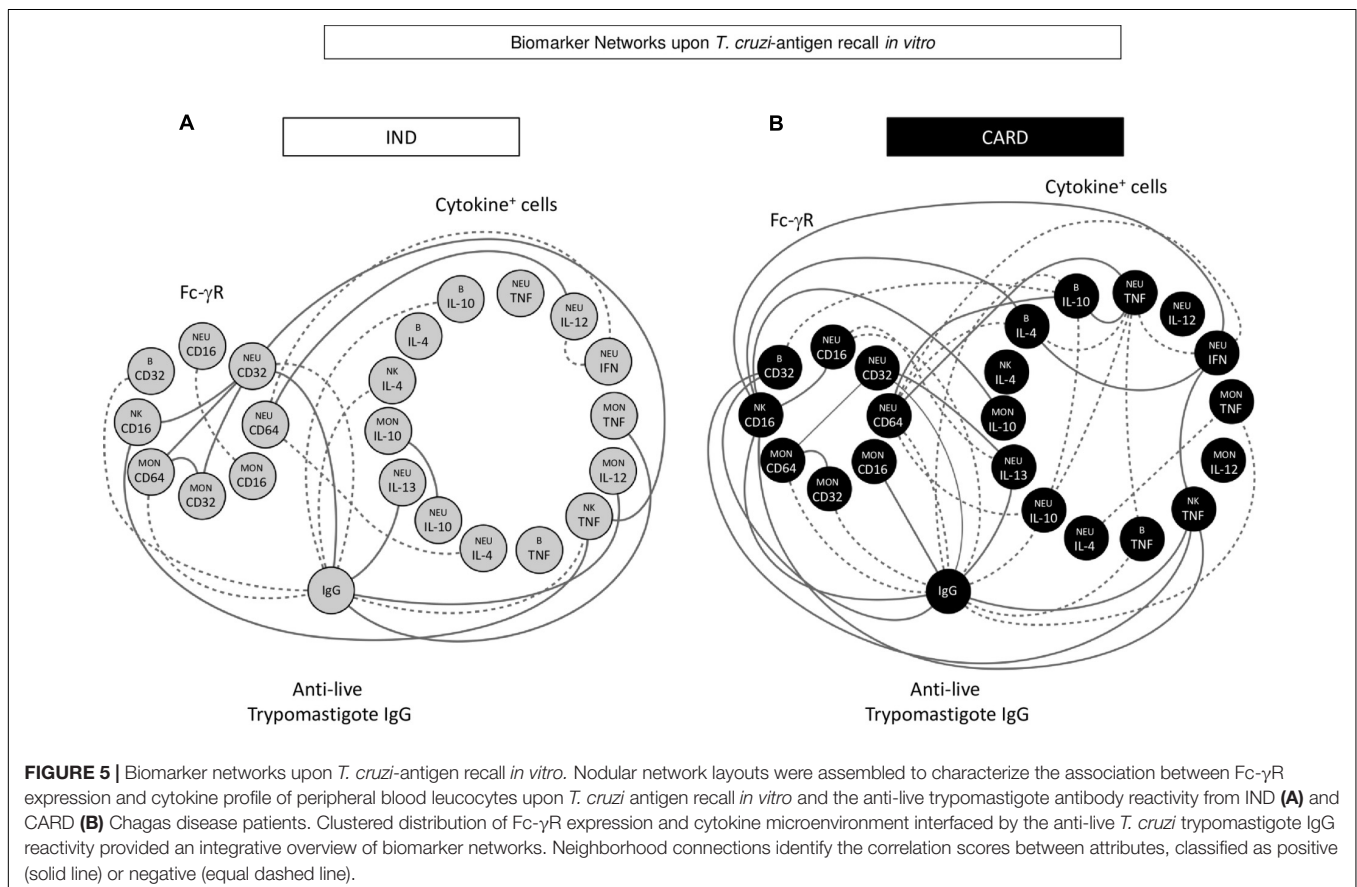 Biomarker Networks upon T. cruzi-antigen recall in vitro
A
IND
Cytokine+ cells
Fc-γR
B
IL-10
NEU
TNF
NEU
IL-12
B
IL-4
NEU
IFN
NEU
CD16
NEU
CD32
B
CD32
NK
IL-4
NEU
CD64
MON
TNF
NK
CD16
MON
IL-10
MON
CD64
MON
CD32
MON
CD16
NEU
IL-13
MON
IL-12
NEU
IL-10
NK
TNF
NEU
IL-4
B
TNF
IgG
Anti-live
Trypomastigote IgG
B
CARD
Cytokine+ cells
Fc-γR
B
IL-10
NEU
TNF
NEU
IL-12
B
IL-4
NEU
IFN
NEU
CD16
B
CD32
NEU
CD32
NK
IL-4
MON
TNF
NK
CD16
NEU
CD64
MON
IL-10
MON
CD64
MON
CD16
MON
CD32
NEU
IL-13
MON
IL-12
NEU
IL-10
NK
TNF
NEU
IL-4
B
TNF
IgG
Anti-live
Trypomastigote IgG
FIGURE 5 | Biomarker networks upon T. cruzi-antigen recall in vitro. Nodular network layouts were assembled to characterize the association between Fc-γR
expression and cytokine profile of peripheral blood leucocytes upon T. cruzi antigen recall in vitro and the anti-live trypomastigote antibody reactivity from IND (A) and
CARD (B) Chagas disease patients. Clustered distribution of Fc-γR expression and cytokine microenvironment interfaced by the anti-live T. cruzi trypomastigote IgG
reactivity provided an integrative overview of biomarker networks. Neighborhood connections identify the correlation scores between attributes, classified as positive
(solid line) or negative (equal dashed line).